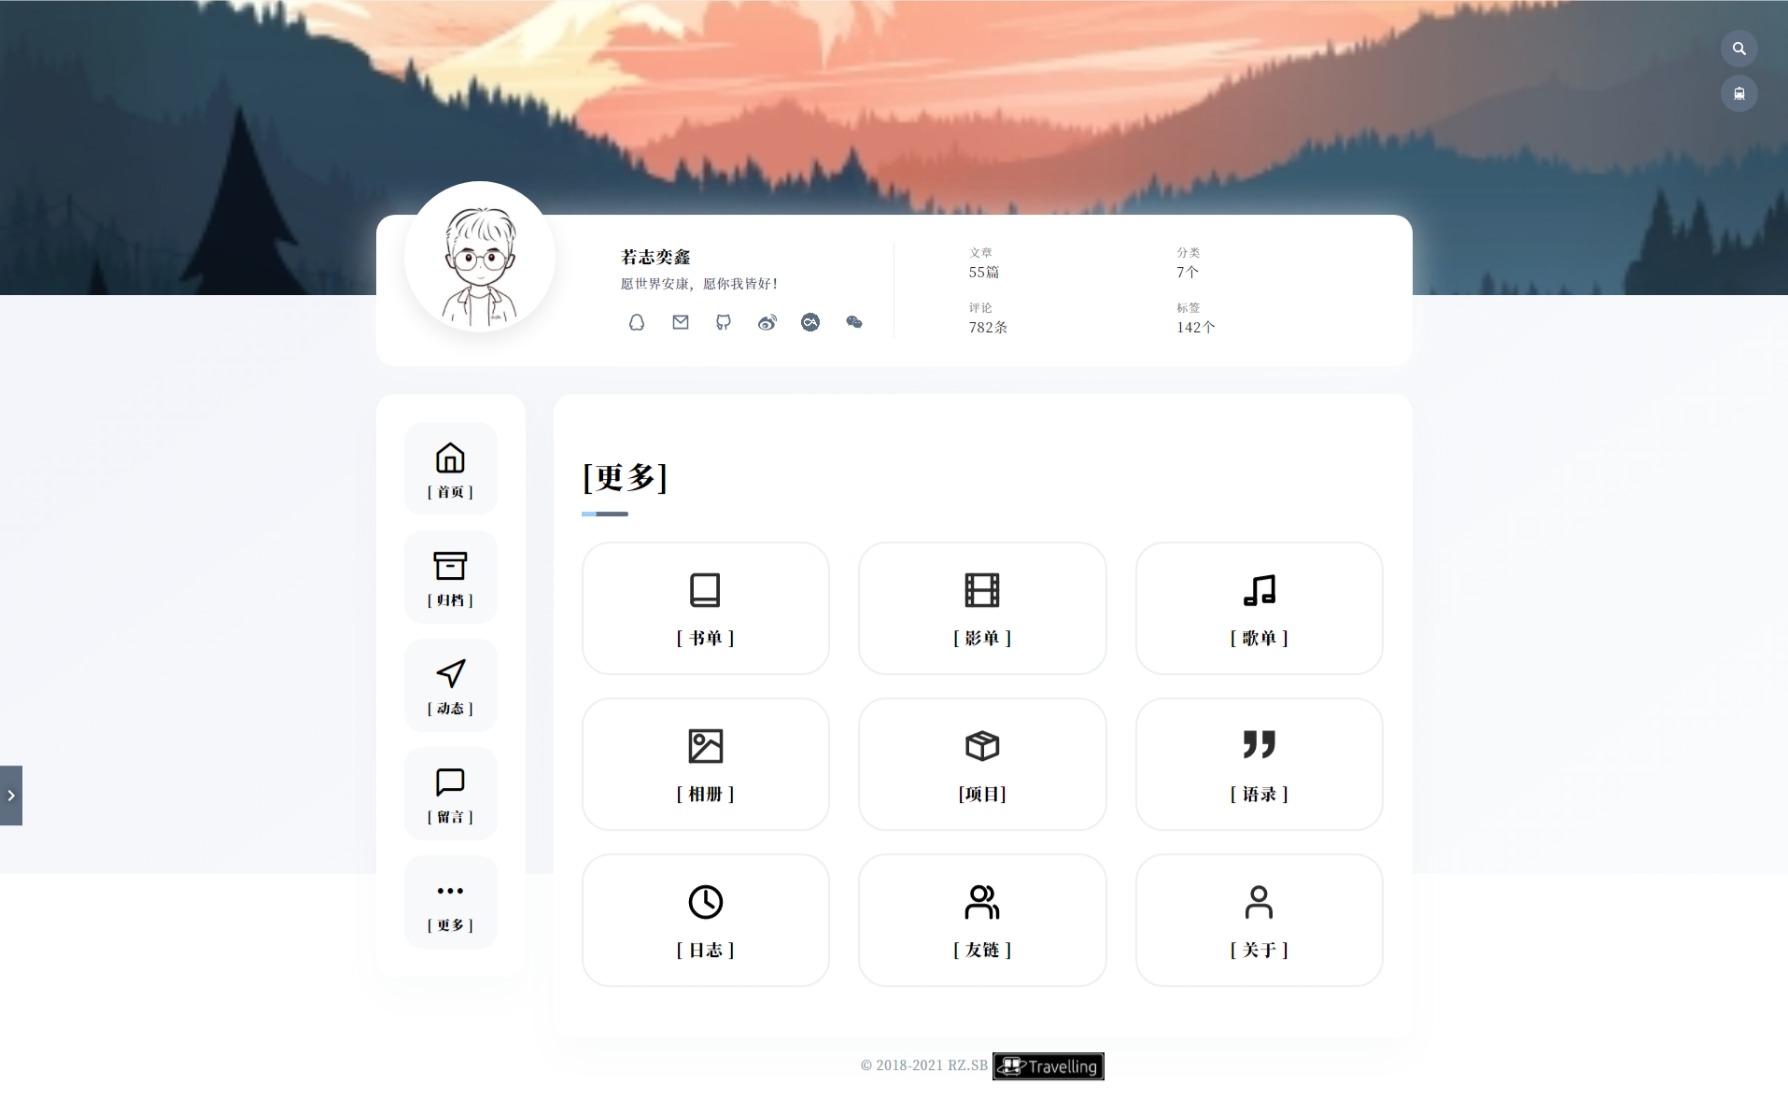 若志奕鑫
愿世界安康，愿你我皆好！
文章
55篇
分类
7个
评论
782条
标签
142个
[ 首页 ]
[ 归档 ]
[ 动态 ]
[ 留言 ]
[ 更多 ]
[更多]
[ 书单 ]
[ 影单 ]
[ 歌单 ]
[ 相册 ]
[项目]
[ 语录 ]
[ 日志 ]
[ 友链 ]
[ 关于 ]
© 2018-2021 RZ.SB Travelling